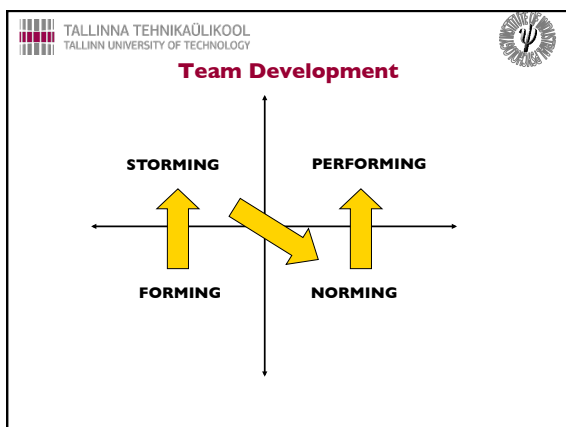 TALLINNA TEHNIKAÜLIKOOL
TALLINN UNIVERSITY OF TECHNOLOGY
Team Development
STORMING
PERFORMING
FORMING
NORMING